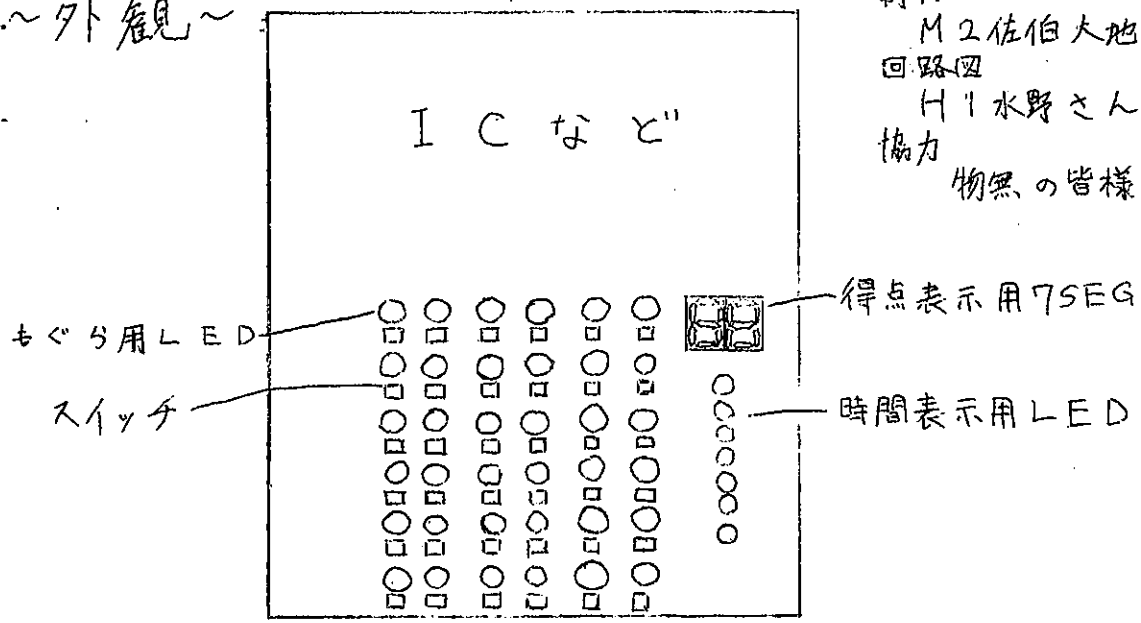 ～外観～
M2佐伯大地
回路図
H1水野さん
協力
物無の皆様
ICなど
もぐら用LED
スイッチ
得点表示用7SEG
時間表示用LED